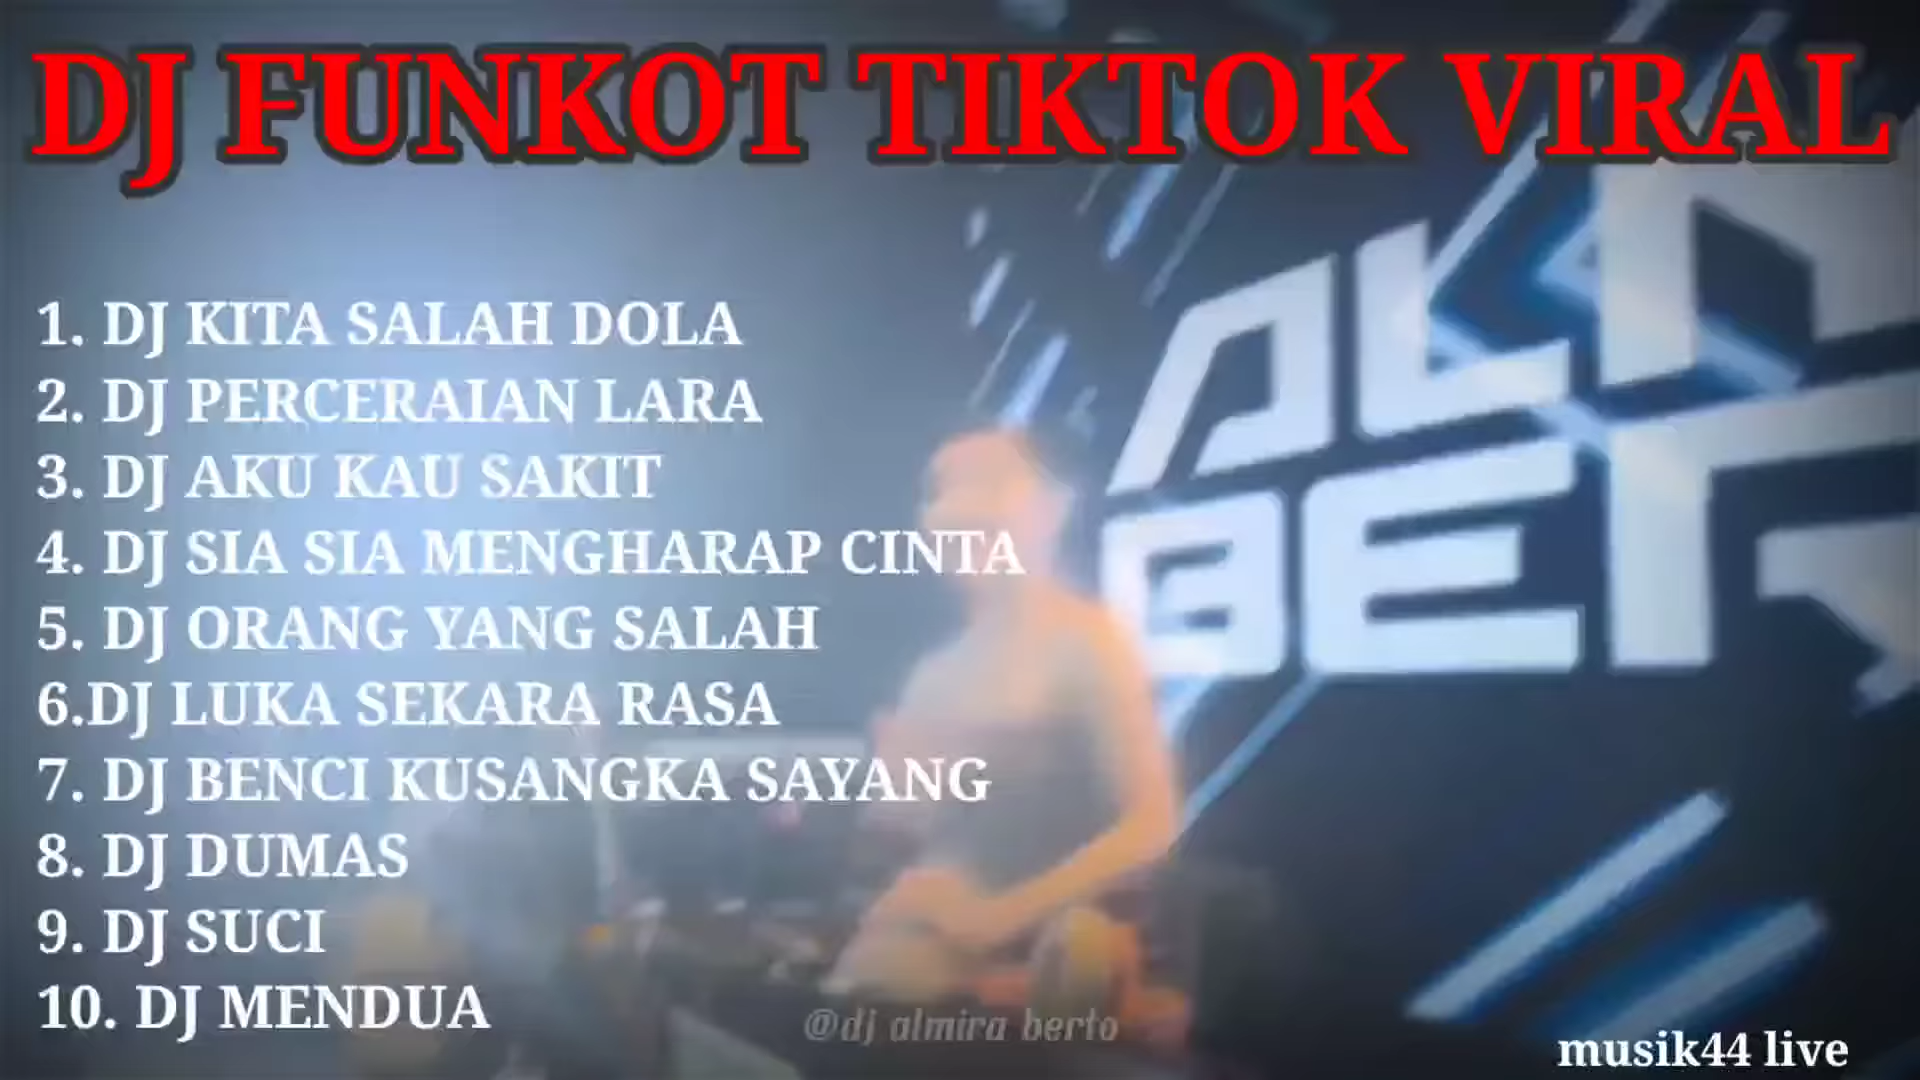 DJ FUNKOT TIKTOK VIRAL
1. DJ KITA SALAH DOLA
2. DJ PERCERAIAN LARA
3. DJ AKU KAU SAKIT
4. DJ SIA SIA MENGHARAP CINTA
5. DJ ORANG YANG SALAH
6.DJ LUKA SEKARA RASA
7. DJ BENCI KUSANGKA SAYANG
8. DJ DUMAS
9. DJ SUCI
10. DJ MENDUA
@dj almira berto
musik44 live